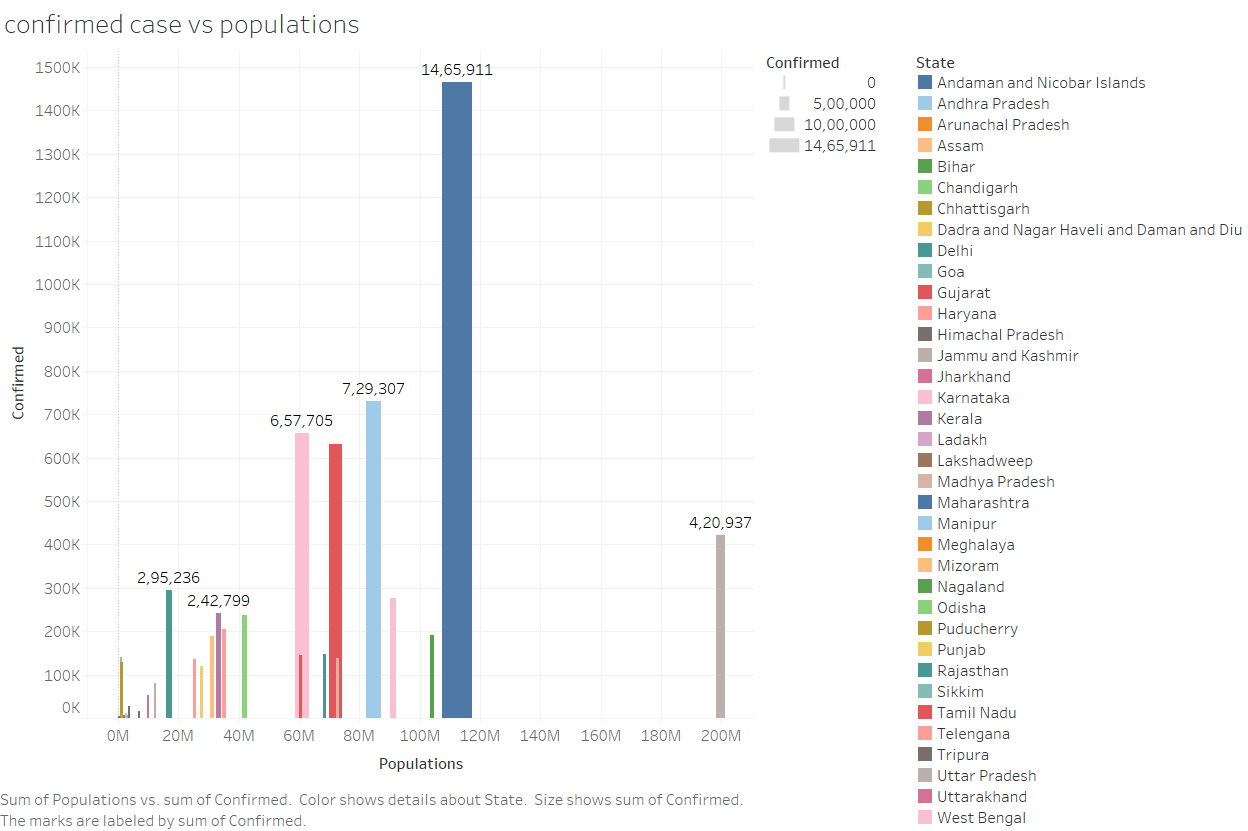 confirmed case vs populations
1500K
1400K
1300K
1200K
1100K
1000K
900K
800K
700K
600K
500K
400K
300K
200K
100K
0K
Confirmed
14,65,911
7,29,307
6,57,705
4,20,937
2,95,236
2,42,799
0M
20M
40M
60M
80M
100M
120M
140M
160M
180M
200M
Populations
Confirmed
0
5,00,000
10,00,000
14,65,911
State
Andaman and Nicobar Islands
Andhra Pradesh
Arunachal Pradesh
Assam
Bihar
Chandigarh
Chhattisgarh
Dadra and Nagar Haveli and Daman and Diu
Delhi
Goa
Gujarat
Haryana
Himachal Pradesh
Jammu and Kashmir
Jharkhand
Karnataka
Kerala
Ladakh
Lakshadweep
Madhya Pradesh
Maharashtra
Manipur
Meghalaya
Mizoram
Nagaland
Odisha
Puducherry
Punjab
Rajasthan
Sikkim
Tamil Nadu
Telengana
Tripura
Uttar Pradesh
Uttarakhand
West Bengal
Sum of Populations vs. sum of Confirmed.  Color shows details about State.  Size shows sum of Confirmed.
The marks are labeled by sum of Confirmed.